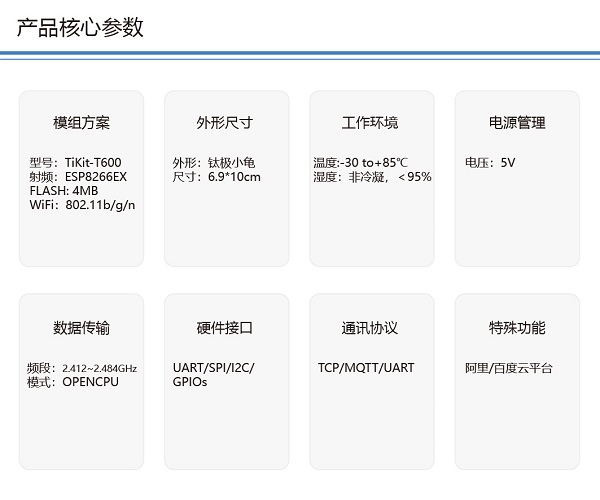 产品核心参数
模组方案
型号：TiKit-T600
射频：ESP8266EX
FLASH: 4MB
WiFi：802.11b/g/n
外形尺寸
外形：钛极小龟
尺寸：6.9*10cm
工作环境
温度:-30 to+85℃
湿度：非冷凝，＜95%
电源管理
电压：5V
数据传输
频段：2.412~2.484GHz
模式：OPENCPU
硬件接口
UART/SPI/I2C/
GPIOs
通讯协议
TCP/MQTT/UART
特殊功能
阿里/百度云平台